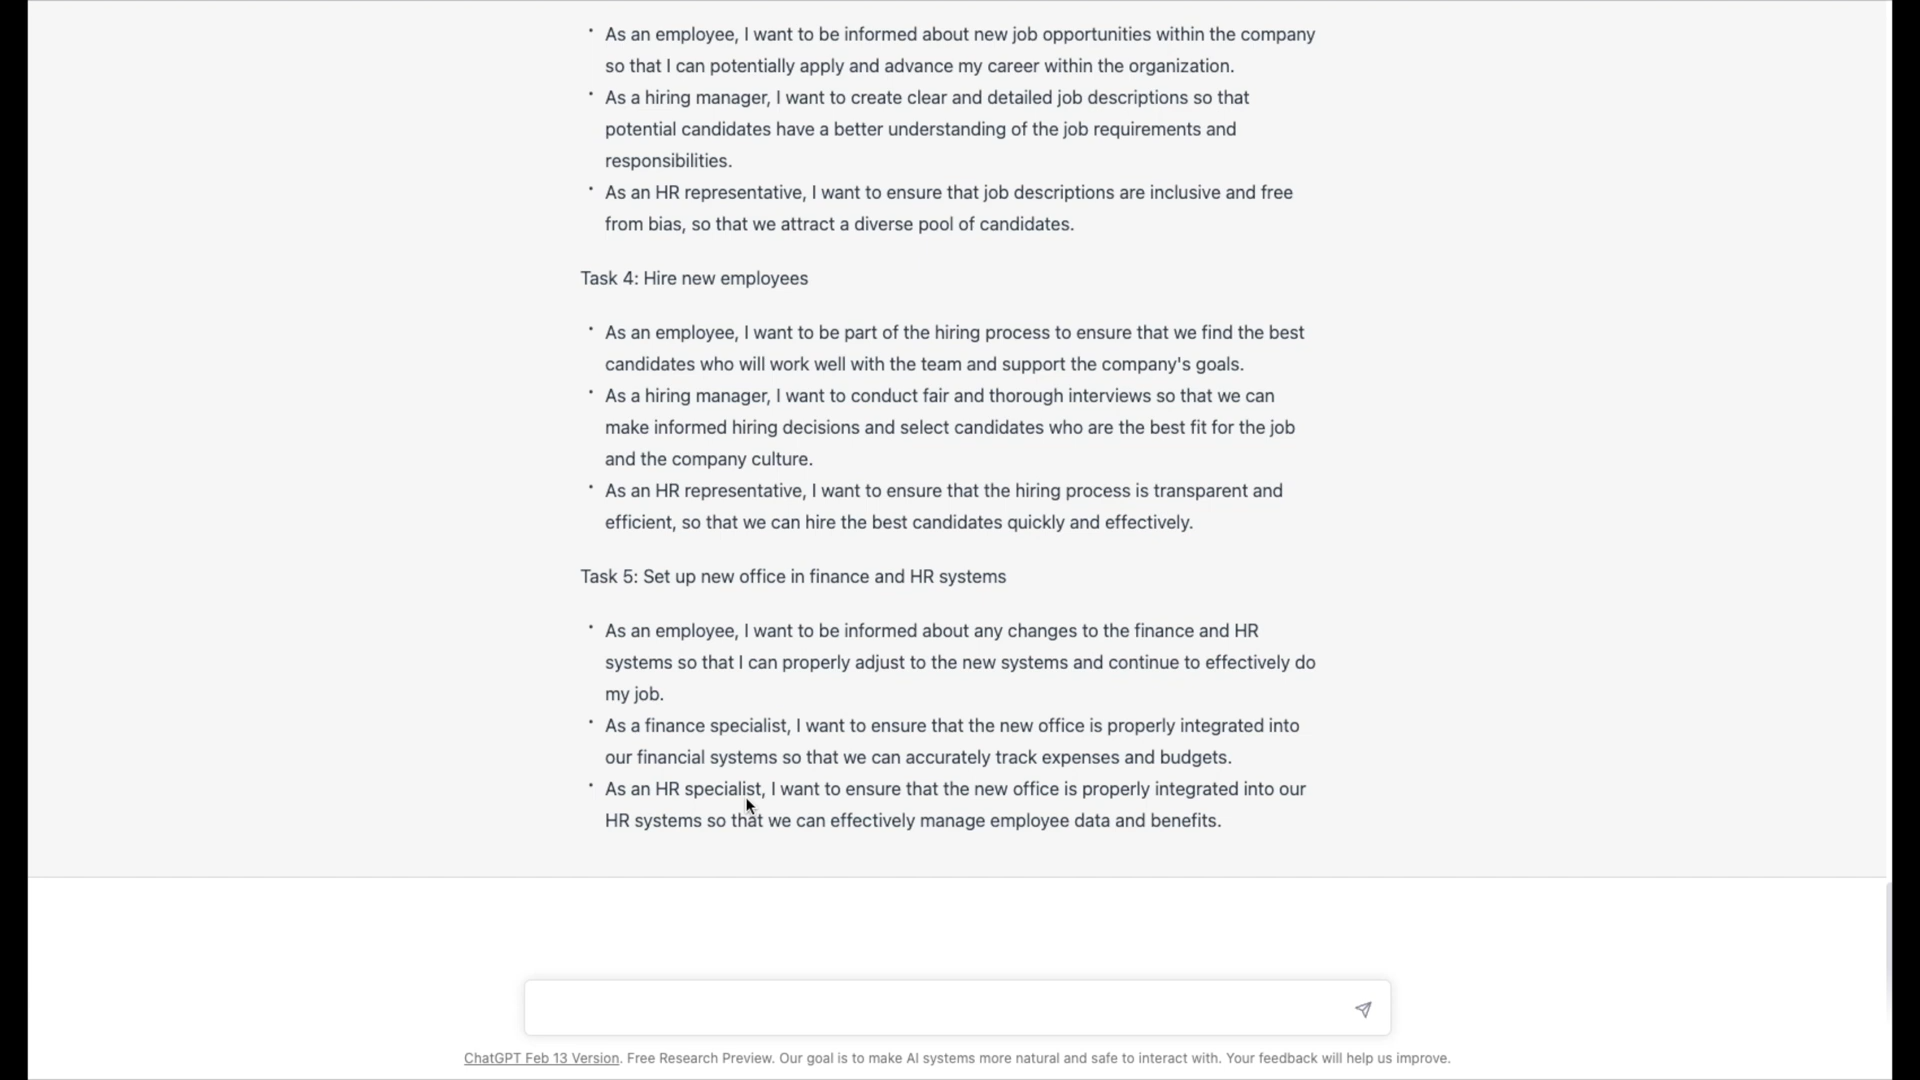 • As an employee, I want to be informed about new job opportunities within the company
so that I can potentially apply and advance my career within the organization.
• As a hiring manager, I want to create clear and detailed job descriptions so that
potential candidates have a better understanding of the job requirements and
responsibilities.
• As an HR representative, I want to ensure that job descriptions are inclusive and free
from bias, so that we attract a diverse pool of candidates.
Task 4: Hire new employees
• As an employee, I want to be part of the hiring process to ensure that we find the best
candidates who will work well with the team and support the company's goals.
• As a hiring manager, I want to conduct fair and thorough interviews so that we can
make informed hiring decisions and select candidates who are the best fit for the job
and the company culture.
• As an HR representative, I want to ensure that the hiring process is transparent and
efficient, so that we can hire the best candidates quickly and effectively.
Task 5: Set up new office in finance and HR systems
• As an employee, I want to be informed about any changes to the finance and HR
systems so that I can properly adjust to the new systems and continue to effectively do
my job.
• As a finance specialist, I want to ensure that the new office is properly integrated into
our financial systems so that we can accurately track expenses and budgets.
• As an HR specialist, I want to ensure that the new office is properly integrated into our
HR systems so that we can effectively manage employee data and benefits.
ChatGPT Feb 13 Version. Free Research Preview. Our goal is to make AI systems more natural and safe to interact with. Your feedback will help us improve.